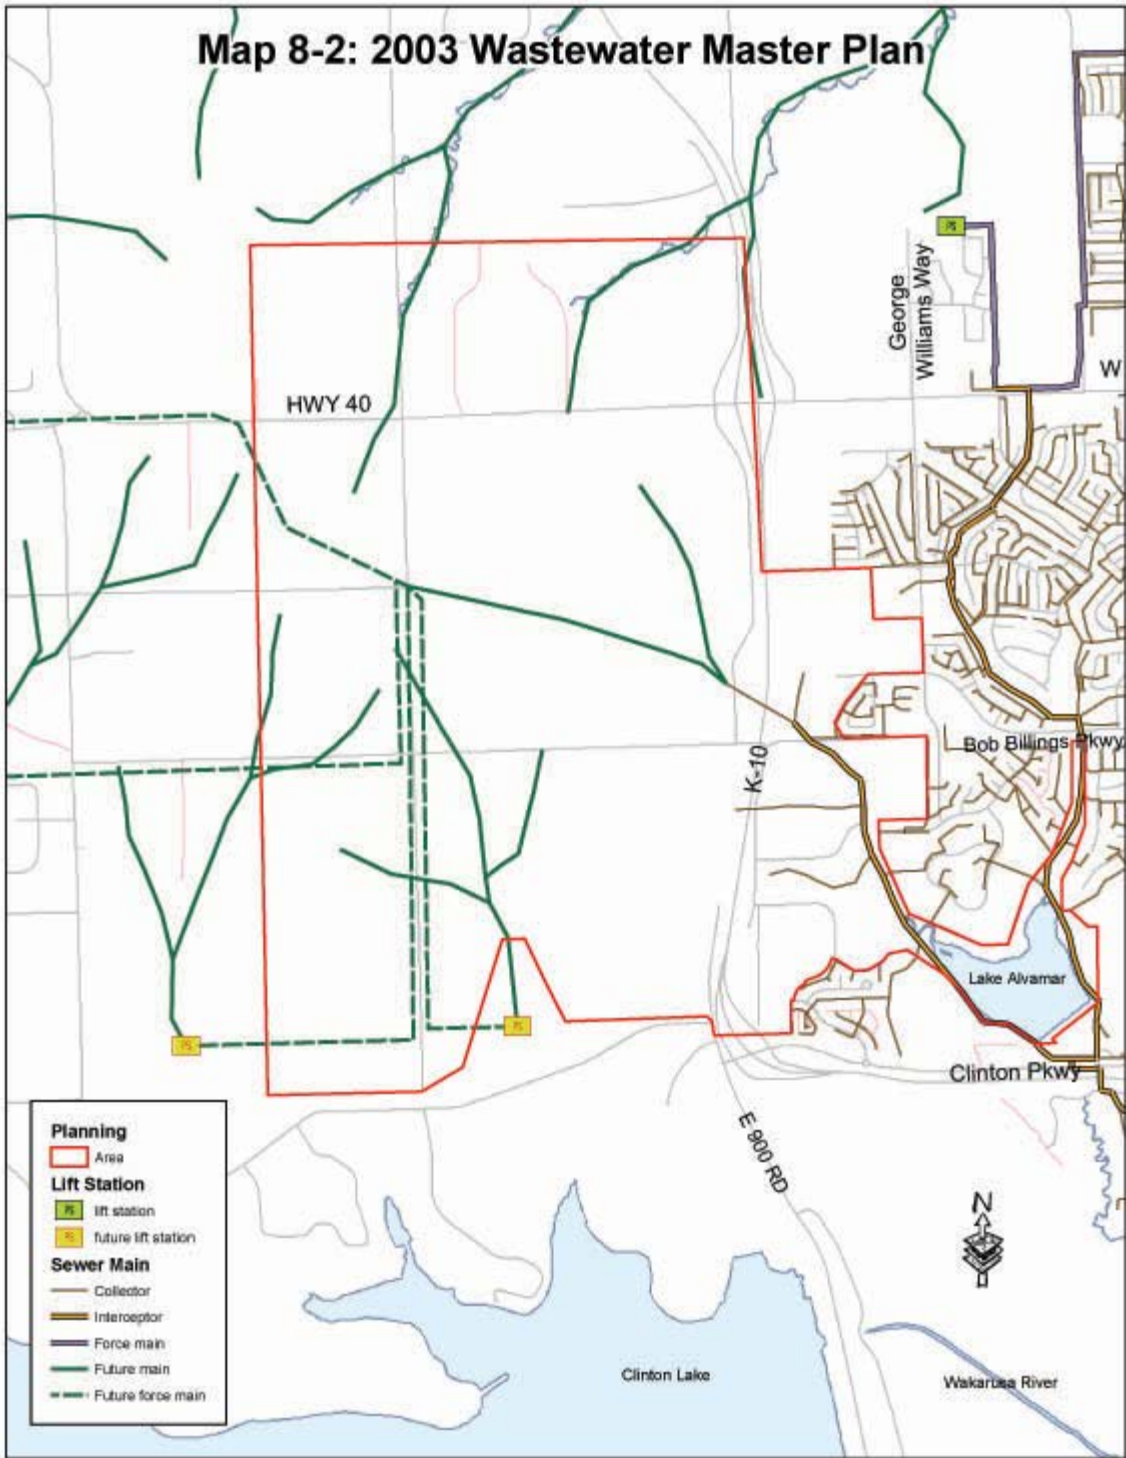 Map 8-2: 2003 Wastewater Master Plan
PS
George
Williams Way
W
HWY 40
Bob Billings Pkwy
K-10
Lake Alvamar
PS
PS
Clinton Pkwy
E 900 RD
N
Planning
Area
Lift Station
PS lift station
PS future lift station
Sewer Main
Collector
Interceptor
Force main
Future main
Future force main
Clinton Lake
Wakarusa River